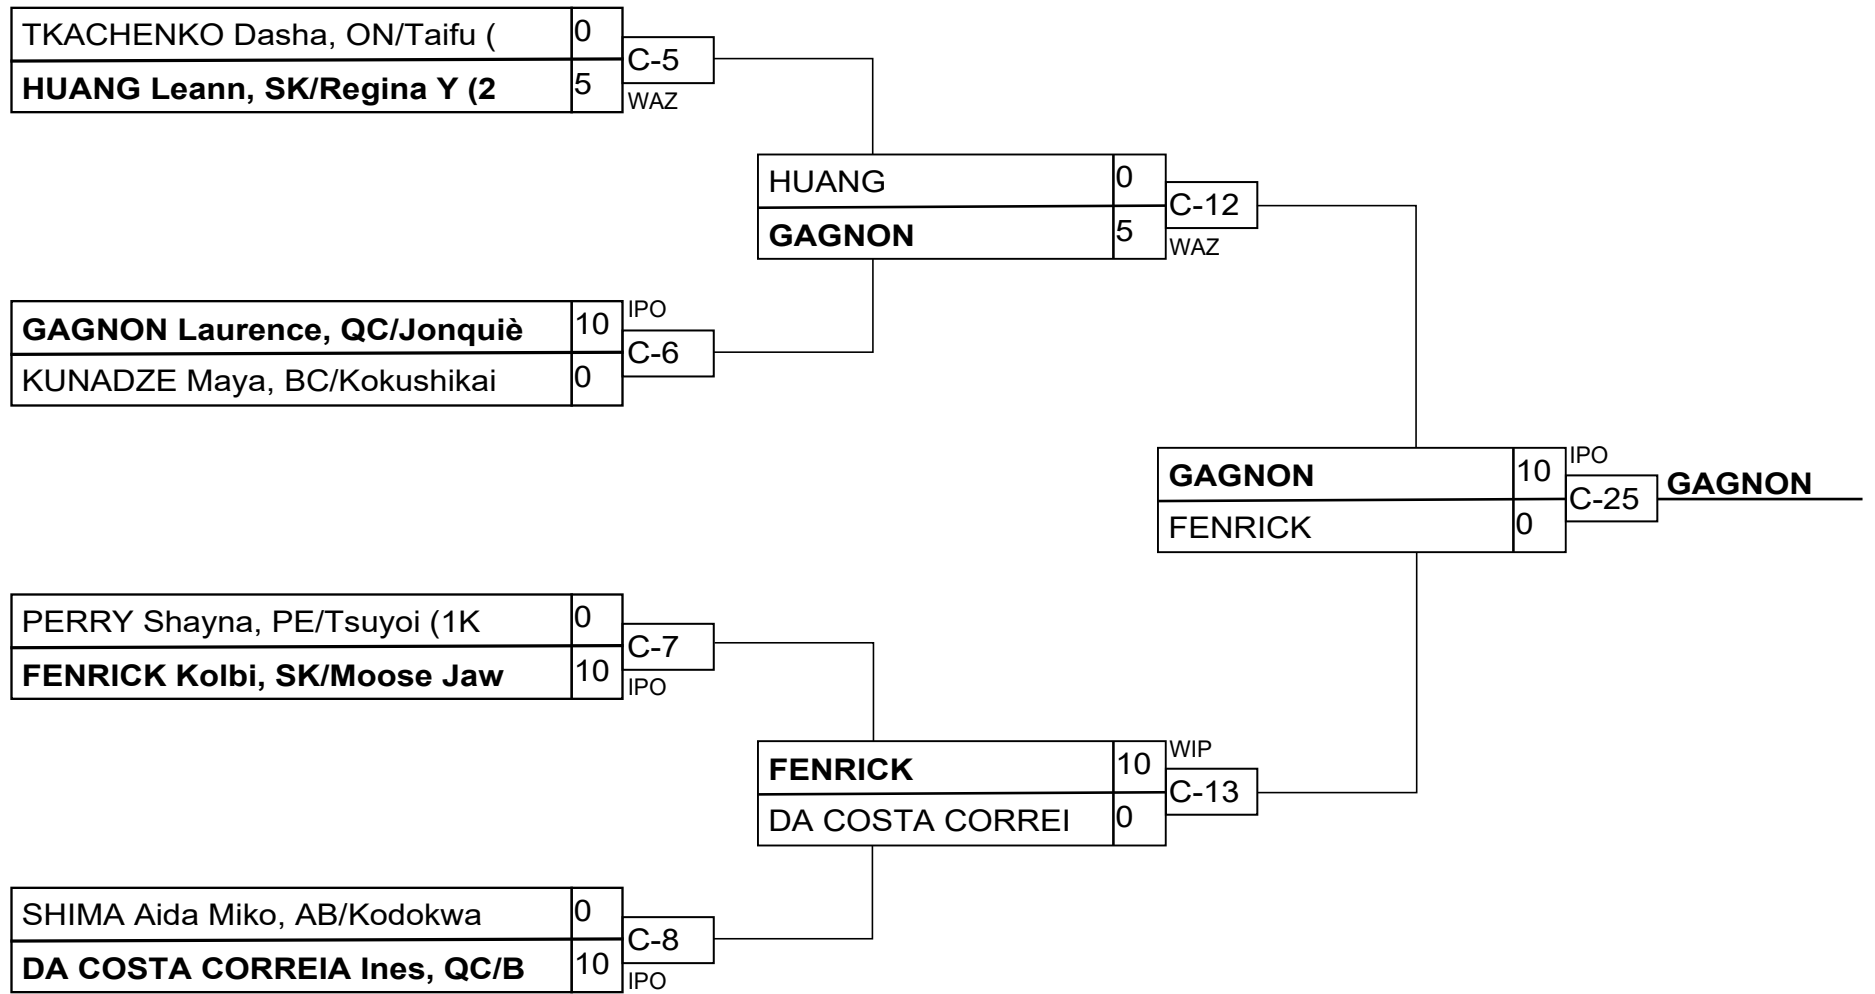 TKACHENKO Dasha, ON/Taifu ( 0
C-5
HUANG Leann, SK/Regina Y (2 5
WAZ
HUANG 0
C-12
GAGNON 5
WAZ
GAGNON Laurence, QC/Jonquiè 10
IPO
C-6
KUNADZE Maya, BC/Kokushikai 0
GAGNON 10
IPO
C-25
GAGNON
FENRICK 0
PERRY Shayna, PE/Tsuyoi (1K 0
C-7
FENRICK Kolbi, SK/Moose Jaw 10
IPO
FENRICK 10
WIP
C-13
DA COSTA CORREI 0
SHIMA Aida Miko, AB/Kodokwa 0
C-8
DA COSTA CORREIA Ines, QC/B 10
IPO